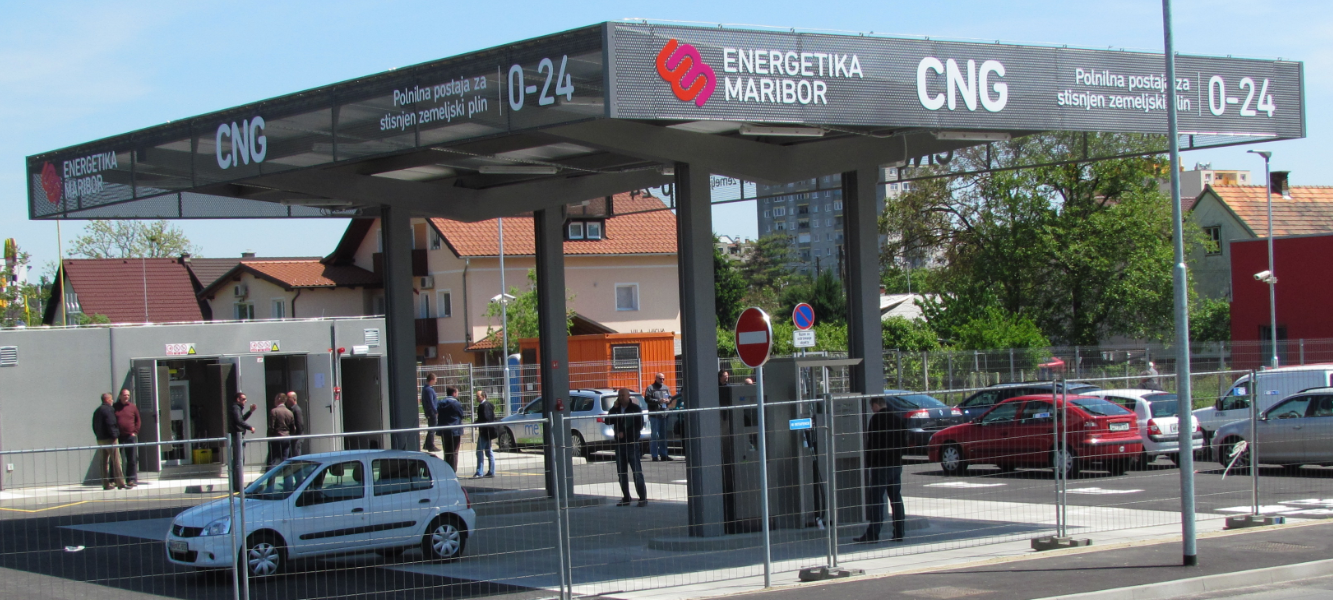 ENERGETIKA
MARIBOR
CNG
Polnilna postaja za
stisnjen zemeljski plin
0-24
ENERGETIKA
MARIBOR
CNG
Polnilna postaja za
stisnjen zemeljski plin
0-24